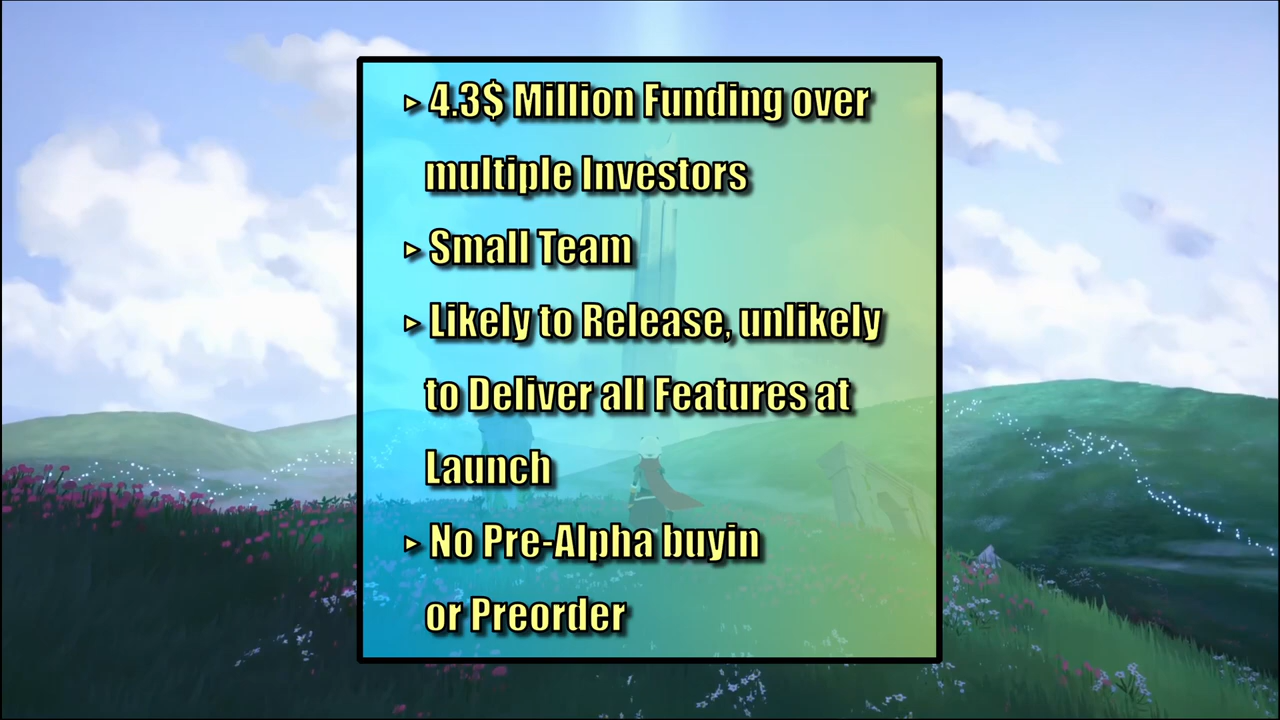 ▸ 4.3$ Million Funding over
multiple Investors
▸ Small Team
▸ Likely to Release, unlikely
to Deliver all Features at
Launch
▸ No Pre-Alpha buyin
or Preorder